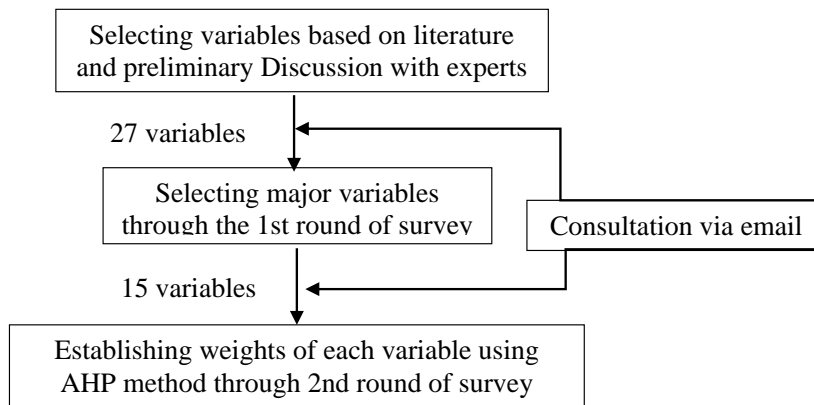 Selecting variables based on literature
and preliminary Discussion with experts
27 variables
Selecting major variables
through the 1st round of survey
Consultation via email
15 variables
Establishing weights of each variable using
AHP method through 2nd round of survey